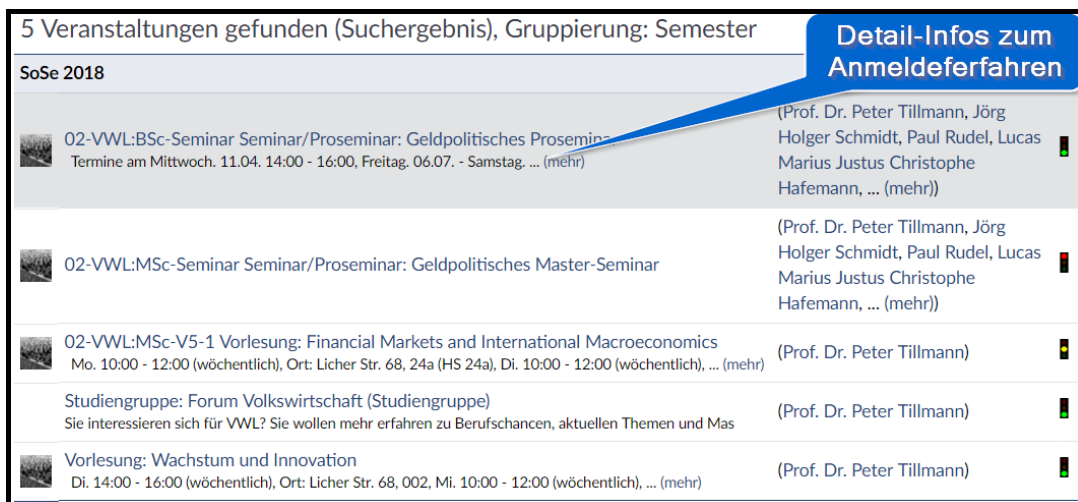 5 Veranstaltungen gefunden (Suchergebnis), Gruppierung: Semester
Detail-Infos zum
Anmeldeferfahren
SoSe 2018
02-VWL:BSc-Seminar Seminar/Proseminar: Geldpolitisches Prosemina
Termine am Mittwoch. 11.04. 14:00 - 16:00, Freitag. 06.07. - Samstag. ... (mehr)
(Prof. Dr. Peter Tillmann, Jörg
Holger Schmidt, Paul Rudel, Lucas
Marius Justus Christophe
Hafemann, ... (mehr))
02-VWL:MSc-Seminar Seminar/Proseminar: Geldpolitisches Master-Seminar
(Prof. Dr. Peter Tillmann, Jörg
Holger Schmidt, Paul Rudel, Lucas
Marius Justus Christophe
Hafemann, ... (mehr))
02-VWL:MSc-V5-1 Vorlesung: Financial Markets and International Macroeconomics
Mo. 10:00 - 12:00 (wöchentlich), Ort: Licher Str. 68, 24a (HS 24a), Di. 10:00 - 12:00 (wöchentlich), ... (mehr)
(Prof. Dr. Peter Tillmann)
Studiengruppe: Forum Volkswirtschaft (Studiengruppe)
Sie interessieren sich für VWL? Sie wollen mehr erfahren zu Berufschancen, aktuellen Themen und Mas
(Prof. Dr. Peter Tillmann)
Vorlesung: Wachstum und Innovation
Di. 14:00 - 16:00 (wöchentlich), Ort: Licher Str. 68, 002, Mi. 10:00 - 12:00 (wöchentlich), ... (mehr)
(Prof. Dr. Peter Tillmann)